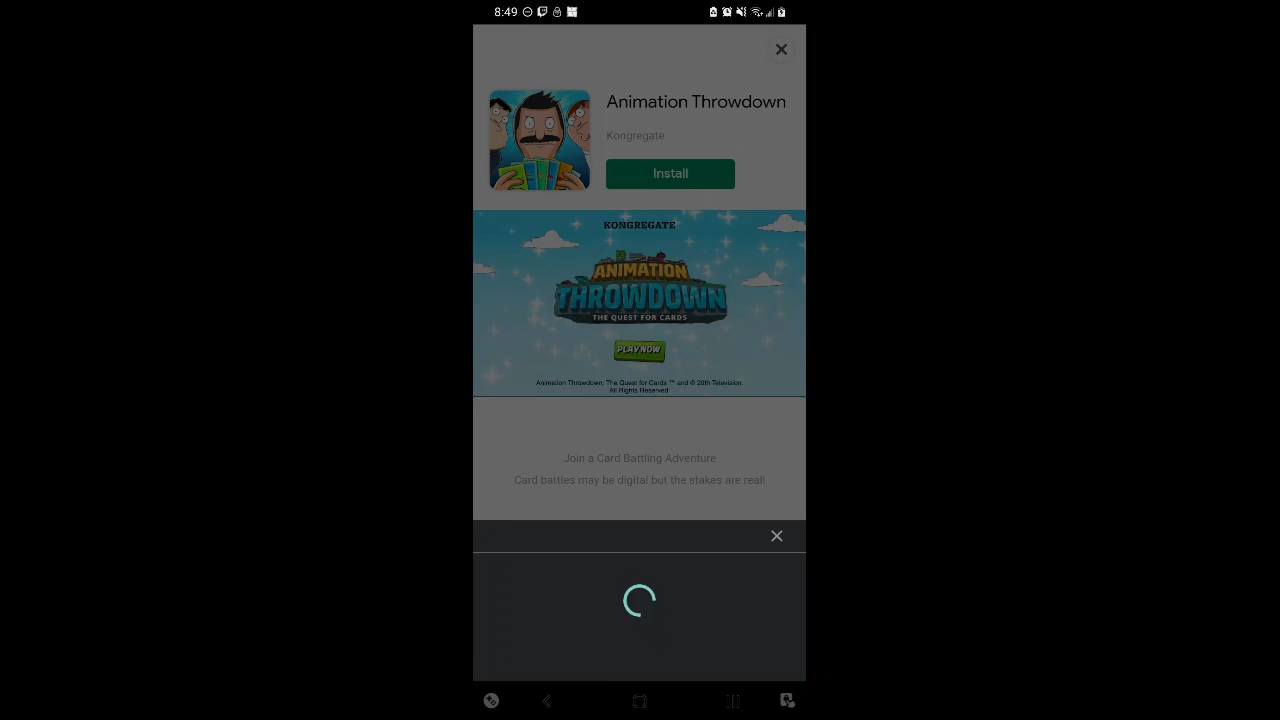 8:49
Animation Throwdown
Kongregate
Install
KONGREGATE
ANIMATION
THROWDOWN
THE QUEST FOR CARDS
PLAY NOW
Animation Throwdown: The Quest for Cards ™ and © 20th Television.
All Rights Reserved
Join a Card Battling Adventure
Card battles may be digital but the stakes are real!